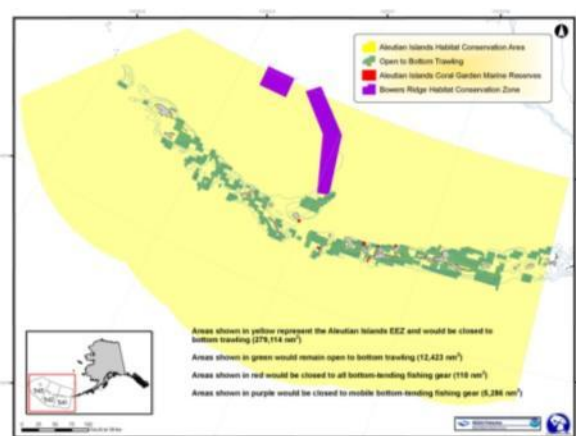 Aleutian Islands Habitat Conservation Area
Open to Bottom Trawling
Aleutian Islands Coral Garden Marine Reserves
Bowers Ridge Habitat Conservation Zone
Areas shown in yellow represent the Aleutian Islands EEZ and would be closed to
bottom trawling (279,114 nm²)
Areas shown in green would remain open to bottom trawling (12,423 nm²)
Areas shown in red would be closed to all bottom-tending fishing gear (110 nm²)
Areas shown in purple would be closed to mobile bottom-tending fishing gear (5,286 nm²)
543
542
541